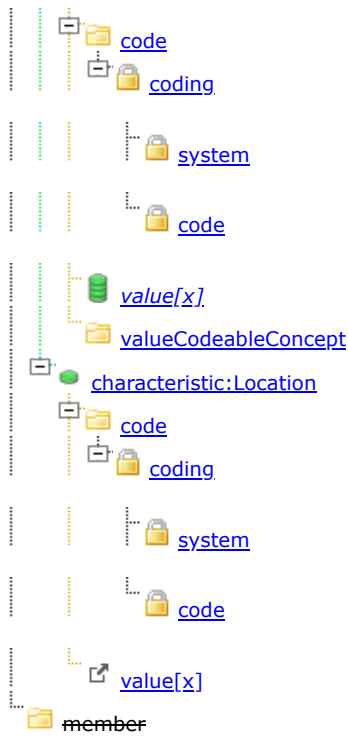 code
coding
system
code
value[x]
valueCodeableConcept
characteristic:Location
code
coding
system
code
value[x]
member